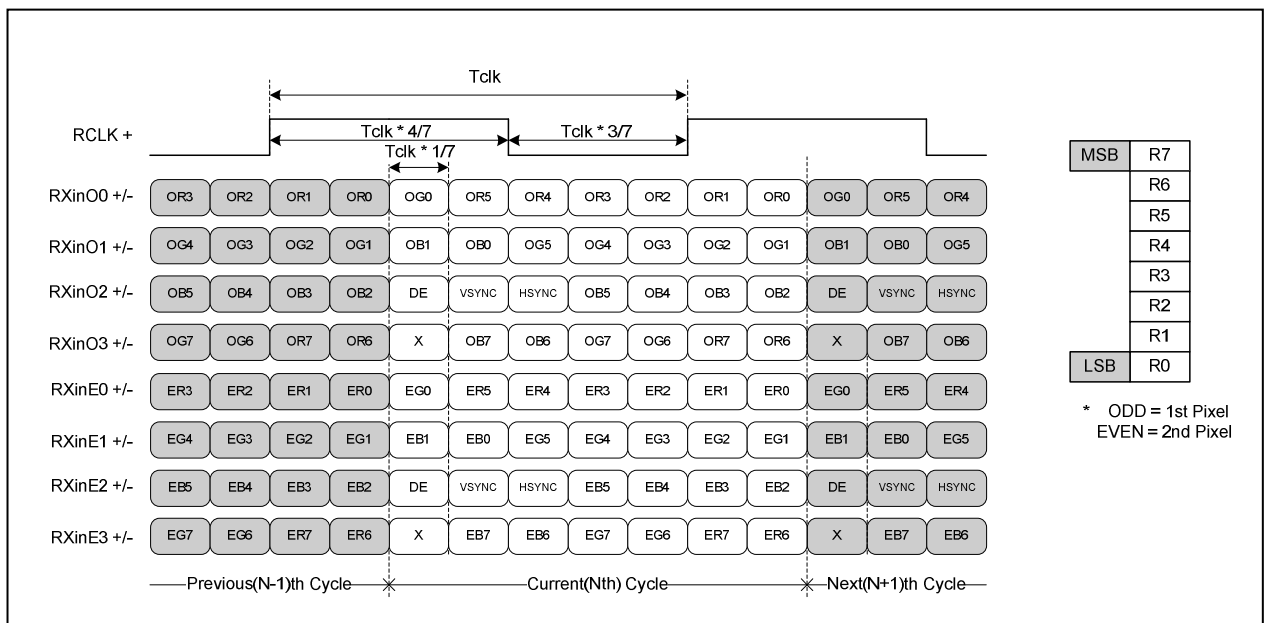 Tclk
RCLK +
Tclk * 4/7
Tclk * 3/7
Tclk * 1/7
RXinO0 +/- OR3 OR2 OR1 OR0 OG0 OR5 OR4 OR3 OR2 OR1 OR0 OG0 OR5 OR4
RXinO1 +/- OG4 OG3 OG2 OG1 OB1 OB0 OG5 OG4 OG3 OG2 OG1 OB1 OB0 OG5
RXinO2 +/- OB5 OB4 OB3 OB2 DE VSYNC HSYNC OB5 OB4 OB3 OB2 DE VSYNC HSYNC
RXinO3 +/- OG7 OG6 OR7 OR6 X OB7 OB6 OG7 OG6 OR7 OR6 X OB7 OB6
RXinE0 +/- ER3 ER2 ER1 ER0 EG0 ER5 ER4 ER3 ER2 ER1 ER0 EG0 ER5 ER4
RXinE1 +/- EG4 EG3 EG2 EG1 EB1 EB0 EG5 EG4 EG3 EG2 EG1 EB1 EB0 EG5
RXinE2 +/- EB5 EB4 EB3 EB2 DE VSYNC HSYNC EB5 EB4 EB3 EB2 DE VSYNC HSYNC
RXinE3 +/- EG7 EG6 ER7 ER6 X EB7 EB6 EG7 EG6 ER7 ER6 X EB7 EB6
Previous(N-1)th Cycle Current(Nth) Cycle Next(N+1)th Cycle
MSB R7
R6
R5
R4
R3
R2
R1
LSB R0
* ODD = 1st Pixel
EVEN = 2nd Pixel